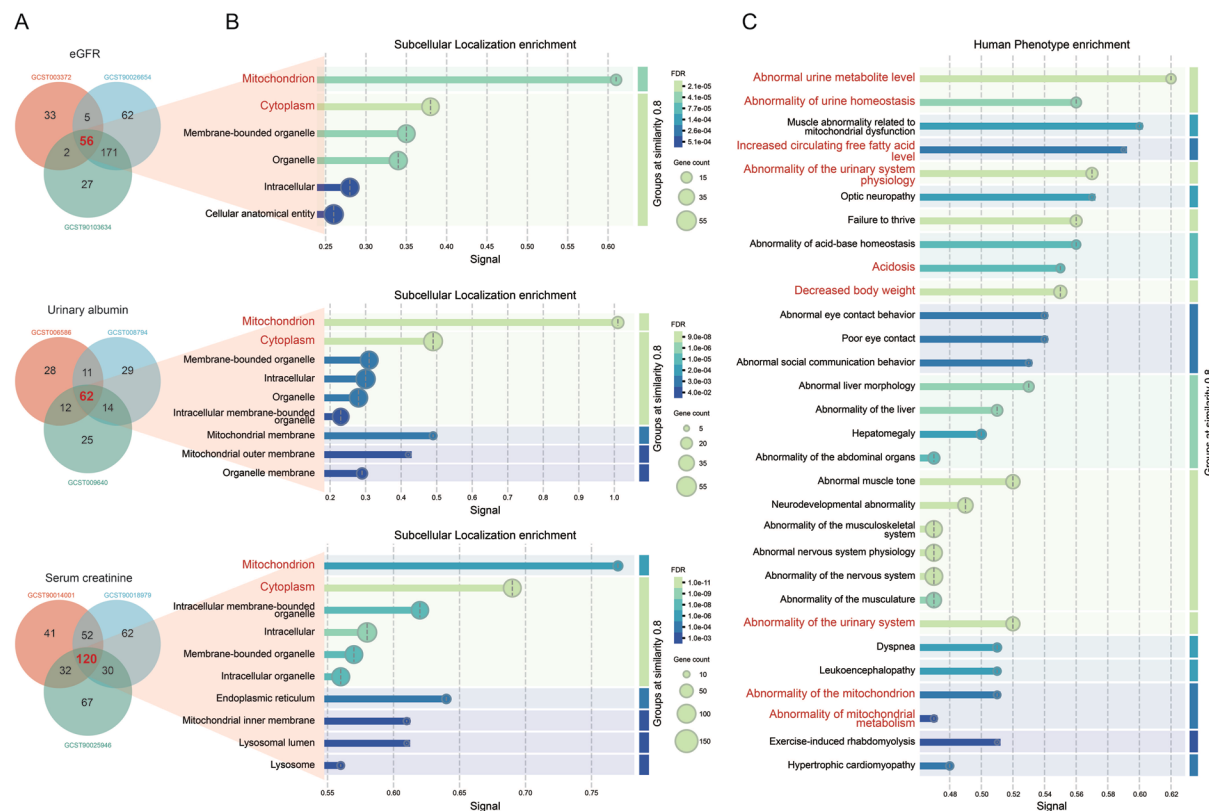 A
B
C
eGFR
GCST003372
GCST90026654
33
5
62
56
2
171
27
GCST90103634
Subcellular Localization enrichment
Mitochondrion
Cytoplasm
Membrane-bounded organelle
Organelle
Intracellular
Cellular anatomical entity
0.25
0.30
0.35
0.40
0.45
0.50
0.55
0.60
Signal
Groups at similarity 0.8
FDR
2.1e-05
4.1e-05
7.7e-05
1.4e-04
2.6e-04
5.1e-04
Gene count
15
35
55
Urinary albumin
GCST006586
GCST008794
28
11
29
62
12
14
25
GCST009640
Subcellular Localization enrichment
Mitochondrion
Cytoplasm
Membrane-bounded organelle
Intracellular
Organelle
Intracellular membrane-bounded
organelle
Mitochondrial membrane
Mitochondrial outer membrane
Organelle membrane
0.2
0.3
0.4
0.5
0.6
0.7
0.8
0.9
1.0
Signal
Groups at similarity 0.8
FDR
9.0e-08
1.0e-06
1.0e-05
2.0e-04
3.0e-03
4.0e-02
Gene count
5
20
35
55
Serum creatinine
GCST90014001
GCST90018979
41
52
62
120
32
30
67
GCST90025946
Subcellular Localization enrichment
Mitochondrion
Cytoplasm
Intracellular membrane-bounded
organelle
Intracellular
Membrane-bounded organelle
Intracellular organelle
Endoplasmic reticulum
Mitochondrial inner membrane
Lysosomal lumen
Lysosome
0.55
0.60
0.65
0.70
0.75
Signal
Groups at similarity 0.8
FDR
1.0e-11
1.0e-09
1.0e-08
1.0e-06
1.0e-04
1.0e-03
Gene count
10
50
100
150
Human Phenotype enrichment
Abnormal urine metabolite level
Abnormality of urine homeostasis
Muscle abnormality related to
mitochondrial dysfunction
Increased circulating free fatty acid
level
Abnormality of the urinary system
physiology
Optic neuropathy
Failure to thrive
Abnormality of acid-base homeostasis
Acidosis
Decreased body weight
Abnormal eye contact behavior
Poor eye contact
Abnormal social communication behavior
Abnormal liver morphology
Abnormality of the liver
Hepatomegaly
Abnormality of the abdominal organs
Abnormal muscle tone
Neurodevelopmental abnormality
Abnormality of the musculoskeletal
system
Abnormal nervous system physiology
Abnormality of the nervous system
Abnormality of the musculature
Abnormality of the urinary system
Dyspnea
Leukoencephalopathy
Abnormality of the mitochondrion
Abnormality of mitochondrial
metabolism
Exercise-induced rhabdomyolysis
Hypertrophic cardiomyopathy
0.48
0.50
0.52
0.54
0.56
0.58
0.60
0.62
Signal
Groups at similarity 0.8